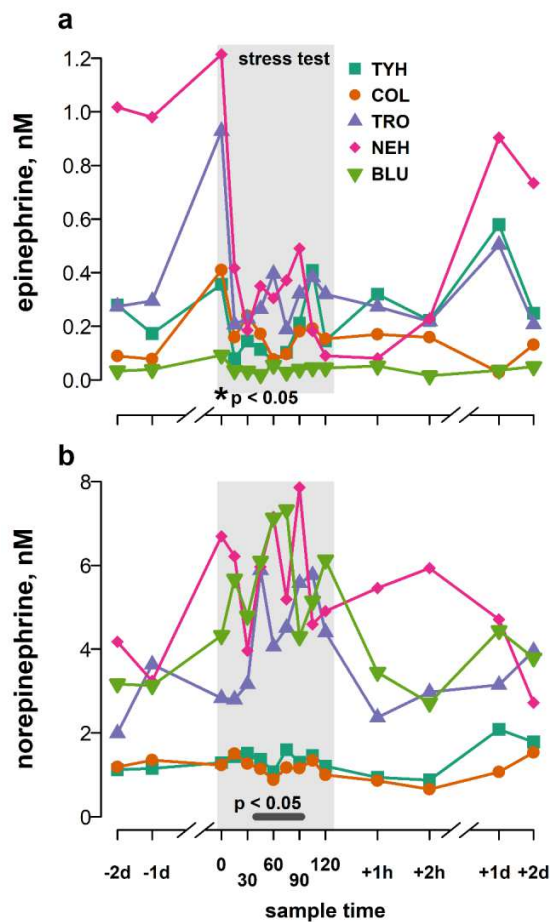 a
stress test
TYH
COL
TRO
NEH
BLU
epinephrine, nM
1.2
1.0
0.8
0.6
0.4
0.2
0.0
* p < 0.05
b
norepinephrine, nM
8
6
4
2
0
p < 0.05
-2d -1d 0 30 60 90 120 +1h +2h +1d +2d
sample time